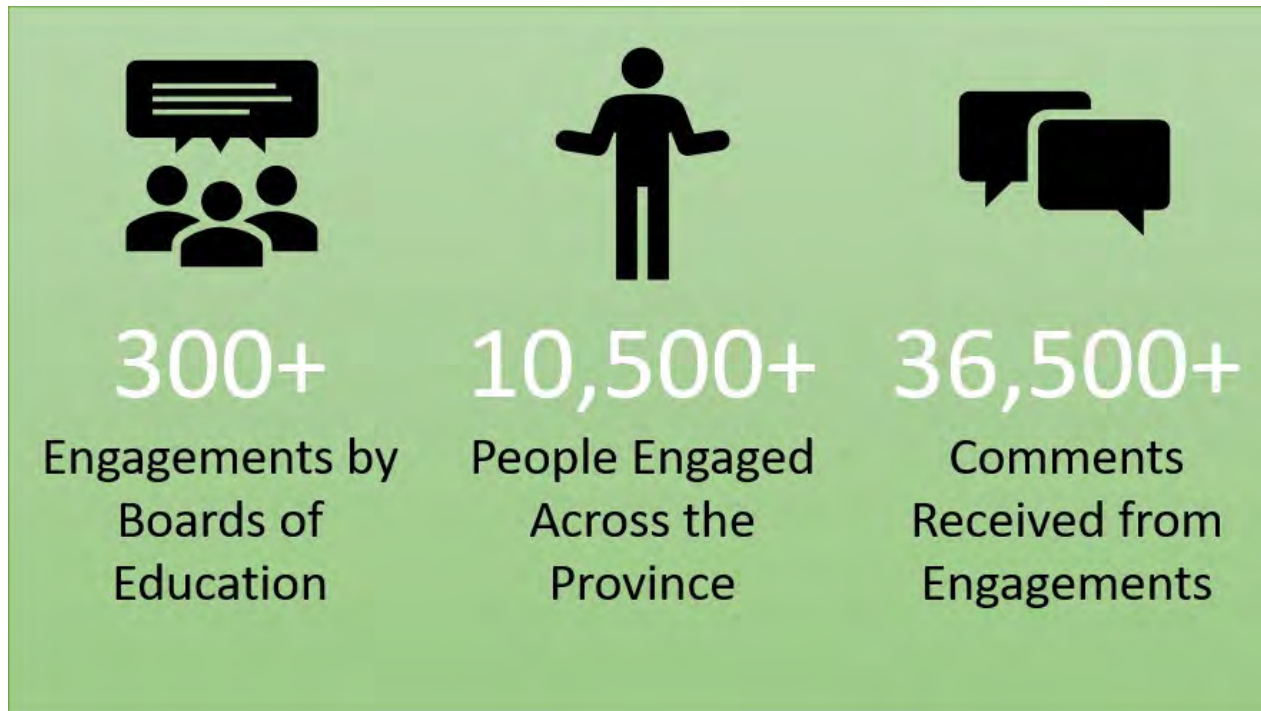 300+
Engagements by
Boards of
Education
10,500+
People Engaged
Across the
Province
36,500+
Comments
Received from
Engagements